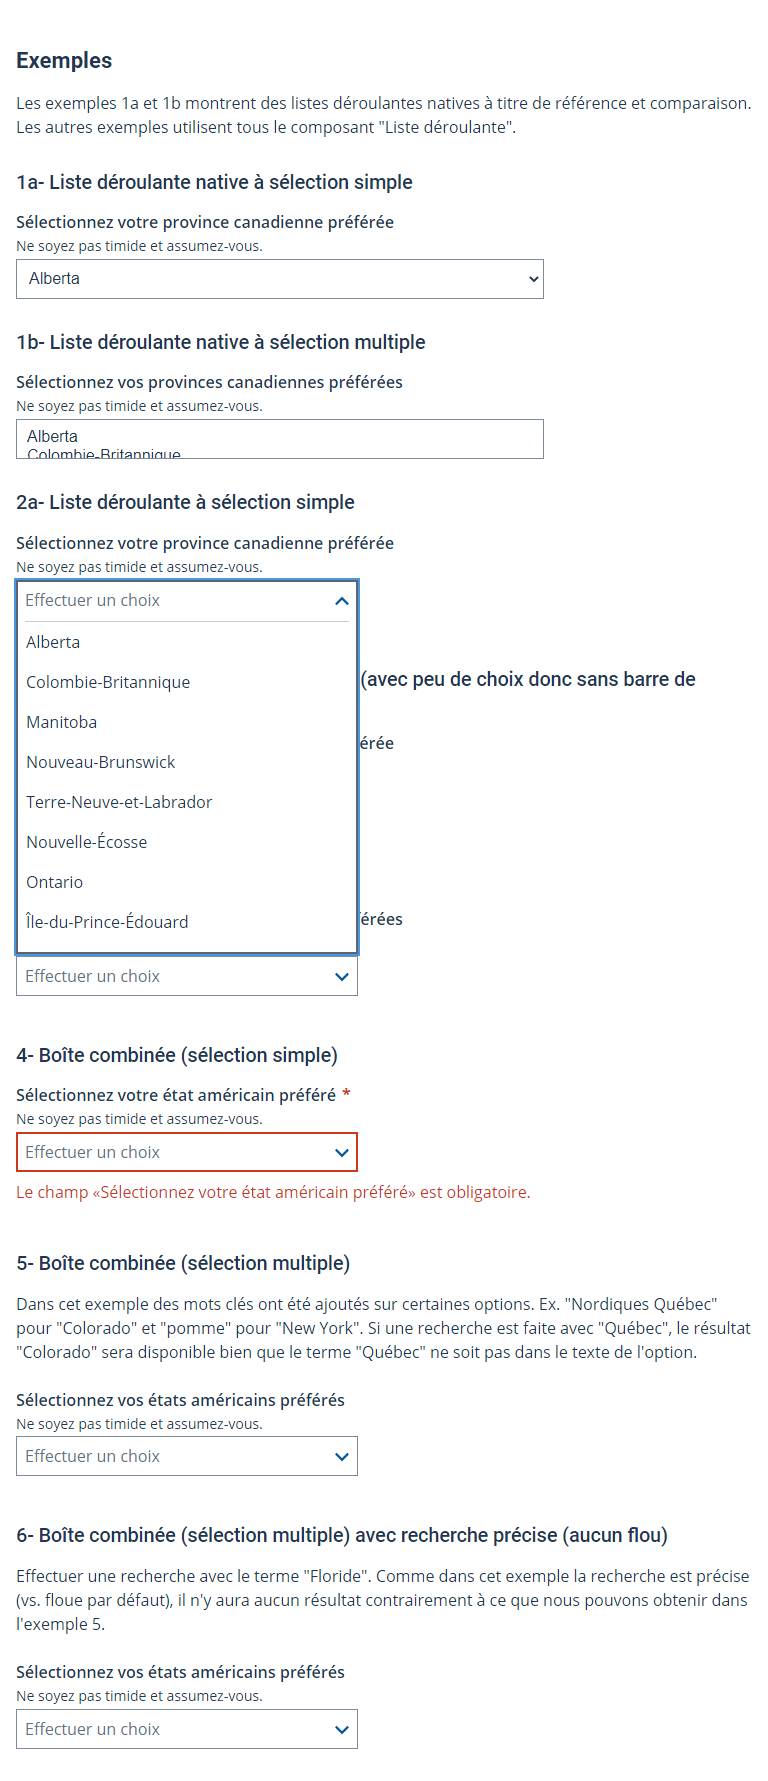 Exemples
Les exemples 1a et 1b montrent des listes déroulantes natives à titre de référence et comparaison.
Les autres exemples utilisent tous le composant "Liste déroulante".
1a- Liste déroulante native à sélection simple
Sélectionnez votre province canadienne préférée
Ne soyez pas timide et assumez-vous.
Alberta
1b- Liste déroulante native à sélection multiple
Sélectionnez vos provinces canadiennes préférées
Ne soyez pas timide et assumez-vous.
Alberta
Colombie-Britannique
2a- Liste déroulante à sélection simple
Sélectionnez votre province canadienne préférée
Ne soyez pas timide et assumez-vous.
Effectuer un choix
Alberta
(avec peu de choix donc sans barre de
Colombie-Britannique
Manitoba
érée
Nouveau-Brunswick
Terre-Neuve-et-Labrador
Nouvelle-Écosse
Ontario
Île-du-Prince-Édouard
érées
Effectuer un choix
4- Boîte combinée (sélection simple)
Sélectionnez votre état américain préféré *
Ne soyez pas timide et assumez-vous.
Effectuer un choix
Le champ «Sélectionnez votre état américain préféré» est obligatoire.
5- Boîte combinée (sélection multiple)
Dans cet exemple des mots clés ont été ajoutés sur certaines options. Ex. "Nordiques Québec"
pour "Colorado" et "pomme" pour "New York". Si une recherche est faite avec "Québec", le résultat
"Colorado" sera disponible bien que le terme "Québec" ne soit pas dans le texte de l'option.
Sélectionnez vos états américains préférés
Ne soyez pas timide et assumez-vous.
Effectuer un choix
6- Boîte combinée (sélection multiple) avec recherche précise (aucun flou)
Effectuer une recherche avec le terme "Floride". Comme dans cet exemple la recherche est précise
(vs. floue par défaut), il n'y aura aucun résultat contrairement à ce que nous pouvons obtenir dans
l'exemple 5.
Sélectionnez vos états américains préférés
Ne soyez pas timide et assumez-vous.
Effectuer un choix